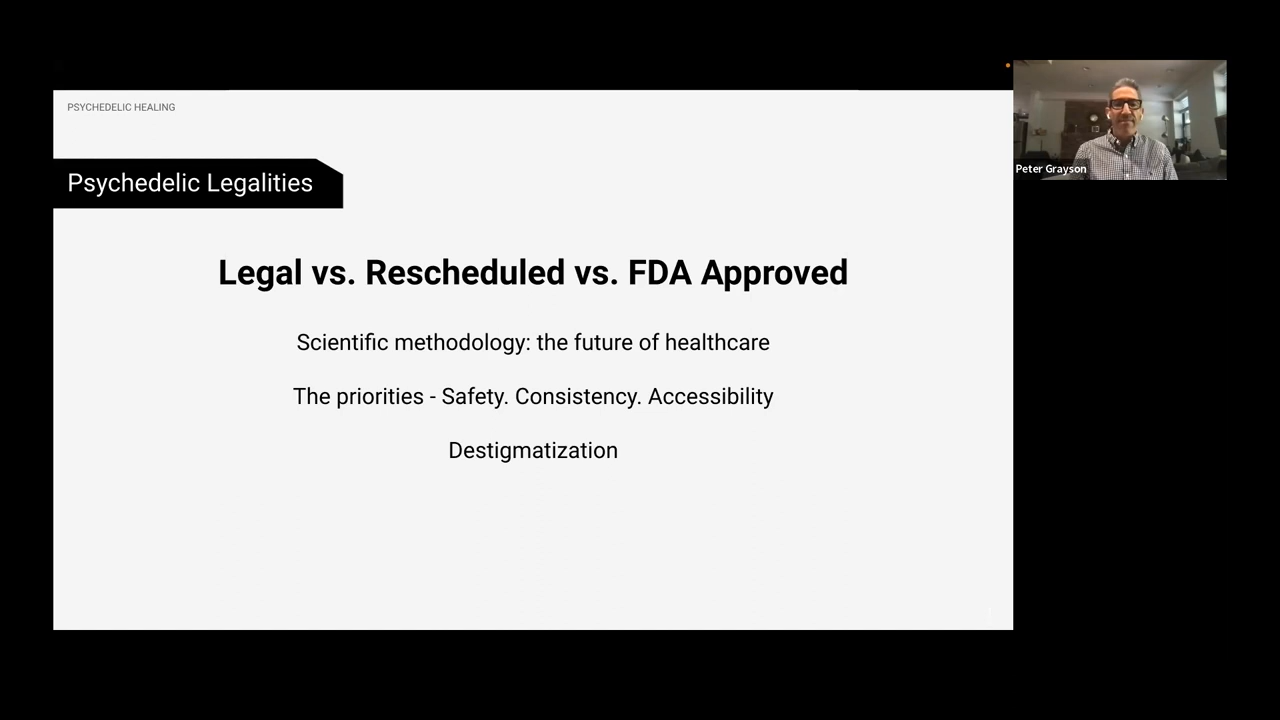 PSYCHEDELIC HEALING
Psychedelic Legalities
Legal vs. Rescheduled vs. FDA Approved
Scientific methodology: the future of healthcare
The priorities - Safety. Consistency. Accessibility
Destigmatization
Peter Grayson